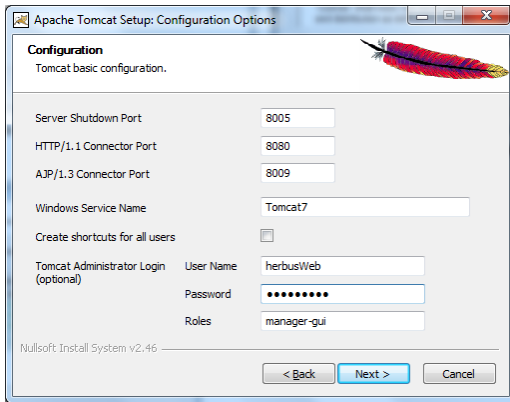 Apache Tomcat Setup: Configuration Options
Configuration
Tomcat basic configuration.
Server Shutdown Port 8005
HTTP/1.1 Connector Port 8080
AJP/1.3 Connector Port 8009
Windows Service Name Tomcat7
Create shortcuts for all users
Tomcat Administrator Login User Name herbusWeb
(optional)
Password ●●●●●●●●●
Roles manager-gui
Nullsoft Install System v2.46
< Back Next > Cancel